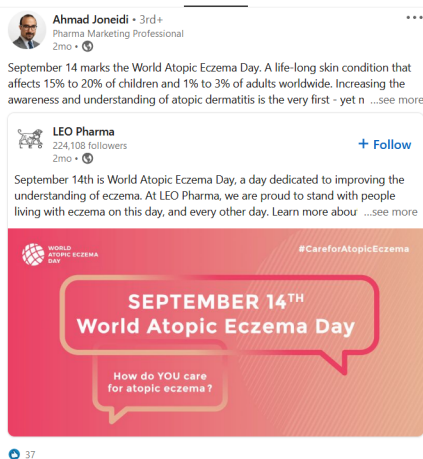 Ahmad Joneidi • 3rd+
Pharma Marketing Professional
2mo •
September 14 marks the World Atopic Eczema Day. A life-long skin condition that
affects 15% to 20% of children and 1% to 3% of adults worldwide. Increasing the
awareness and understanding of atopic dermatitis is the very first - yet n ...see more
LEO Pharma
224,108 followers
2mo •
+ Follow
September 14th is World Atopic Eczema Day, a day dedicated to improving the
understanding of eczema. At LEO Pharma, we are proud to stand with people
living with eczema on this day, and every other day. Learn more abou ...see more
WORLD
ATOPIC ECZEMA
DAY
#CareforAtopicEczema
SEPTEMBER 14TH
World Atopic Eczema Day
How do YOU care
for atopic eczema?
37